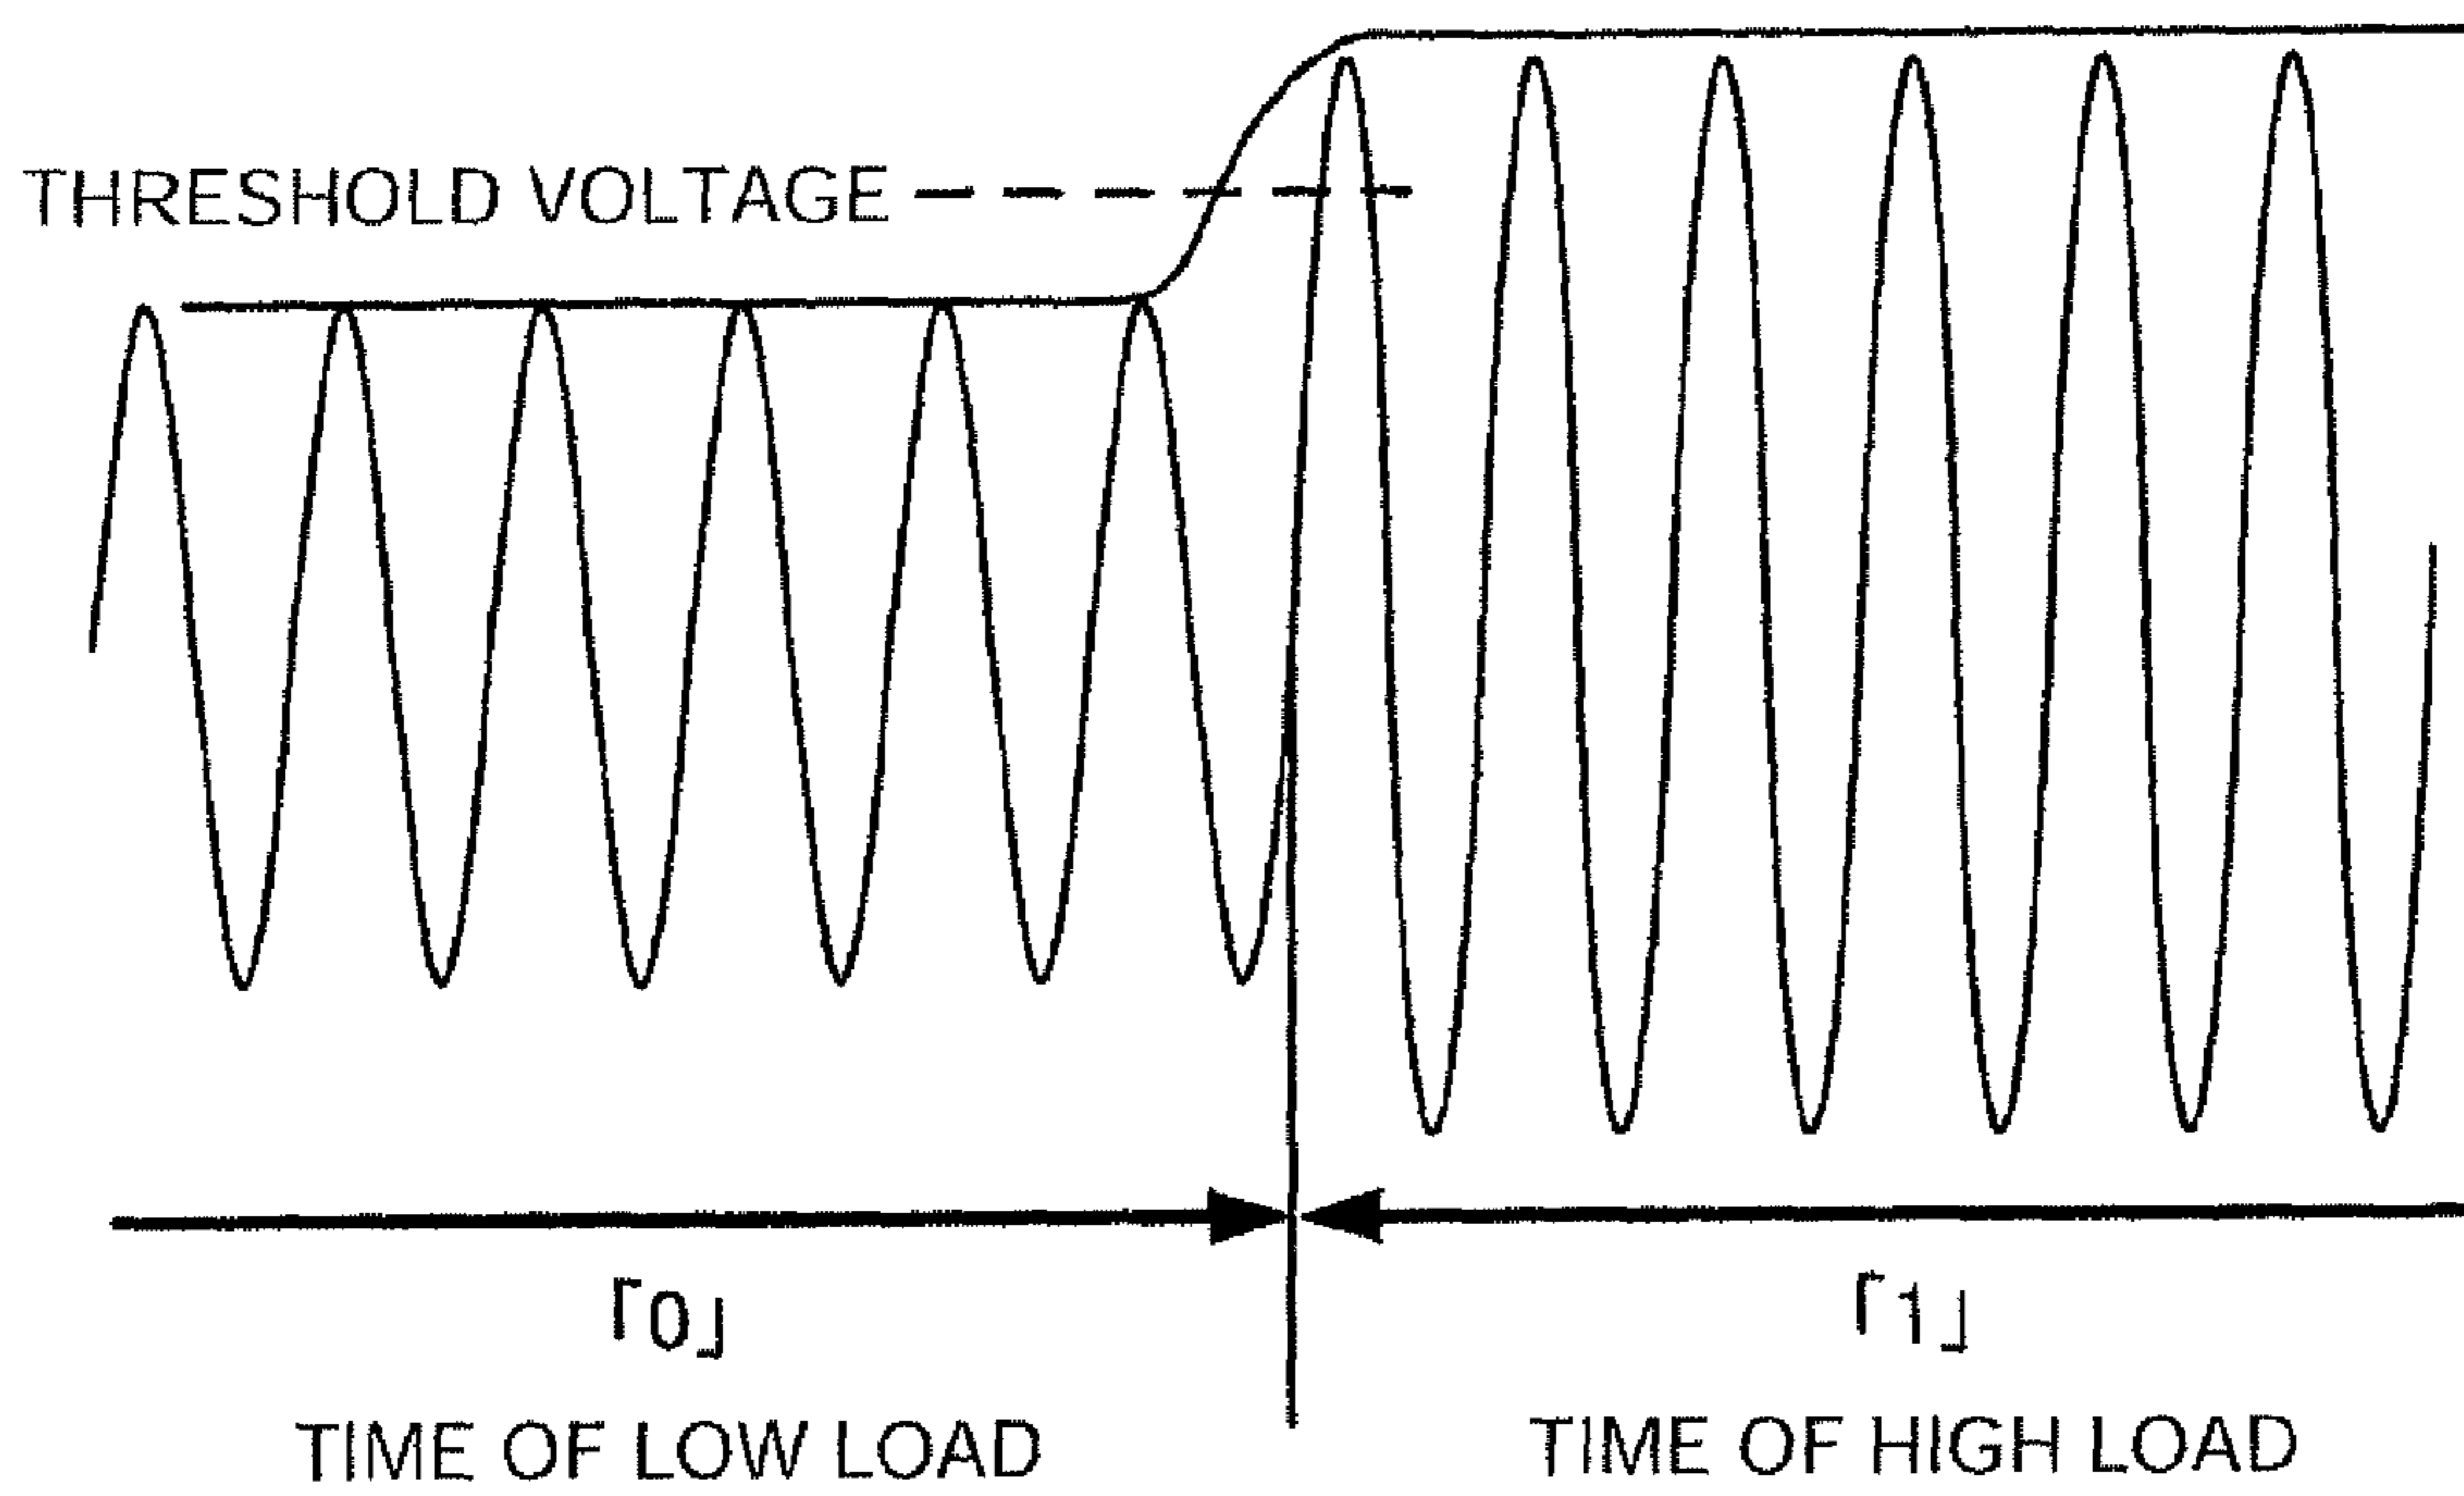 THRESHOLD VOLTAGE
「0」
「1」
TIME OF LOW LOAD
TIME OF HIGH LOAD